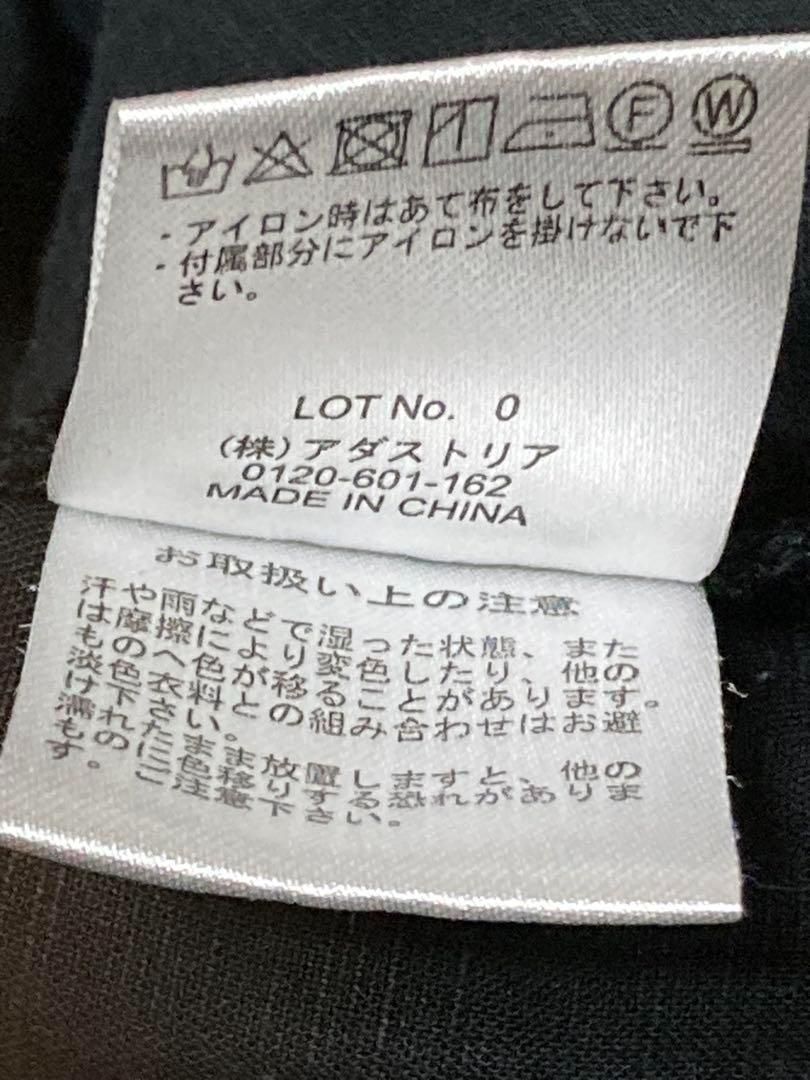 F W
・アイロン時はあて布をして下さい。
・付属部分にアイロンを掛けないで下
さい。
LOT No. 0
(株)アダストリア
0120-601-162
MADE IN CHINA
お取扱い上の注意
汗や雨などで湿った状態、また
は摩擦により変色したり、他の
ものへ色が移ることがあります。
淡色衣料との組み合わせはお避
け下さい。
濡れたまま放置しますと、他の
ものに色移りする恐れがありま
す。ご注意下さい。